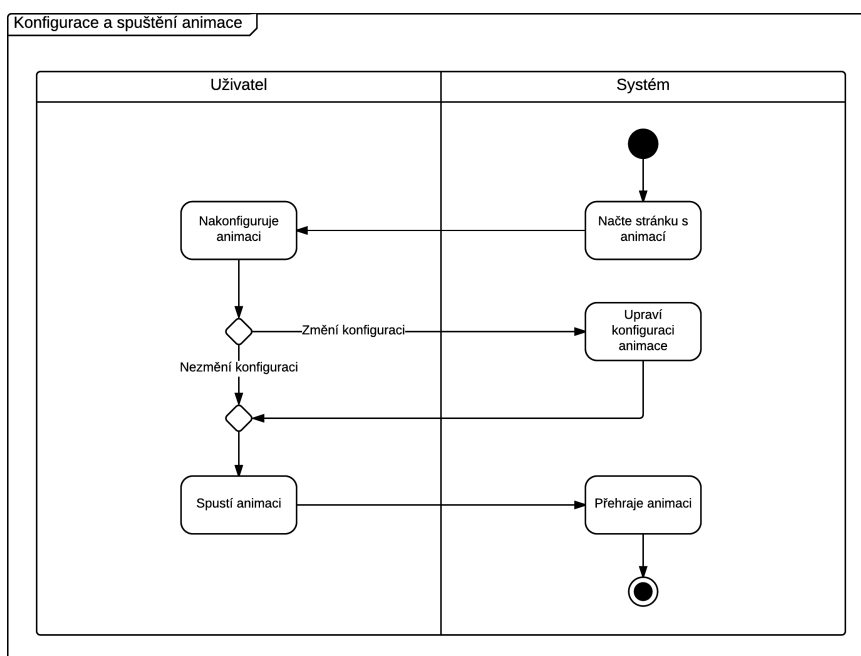 Konfigurace a spuštění animace
Uživatel
Systém
Nakonfiguruje
animaci
Načte stránku s
animací
Změní konfiguraci
Upraví
konfiguraci
animace
Nezmění konfiguraci
Spustí animaci
Přehraje animaci